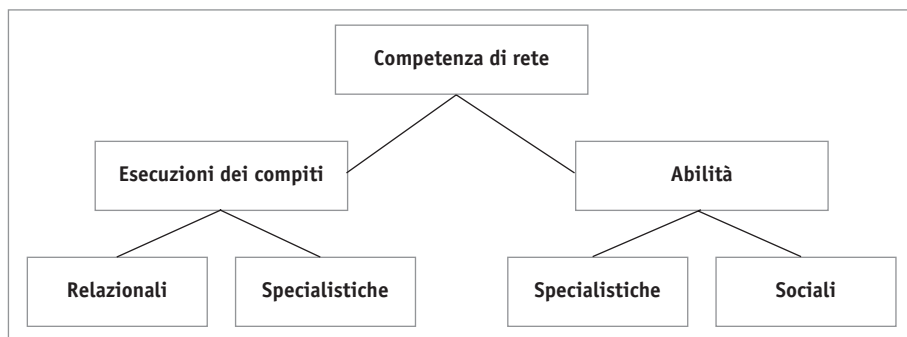 Competenza di rete
Esecuzioni dei compiti
Abilità
Relazionali
Specialistiche
Specialistiche
Sociali